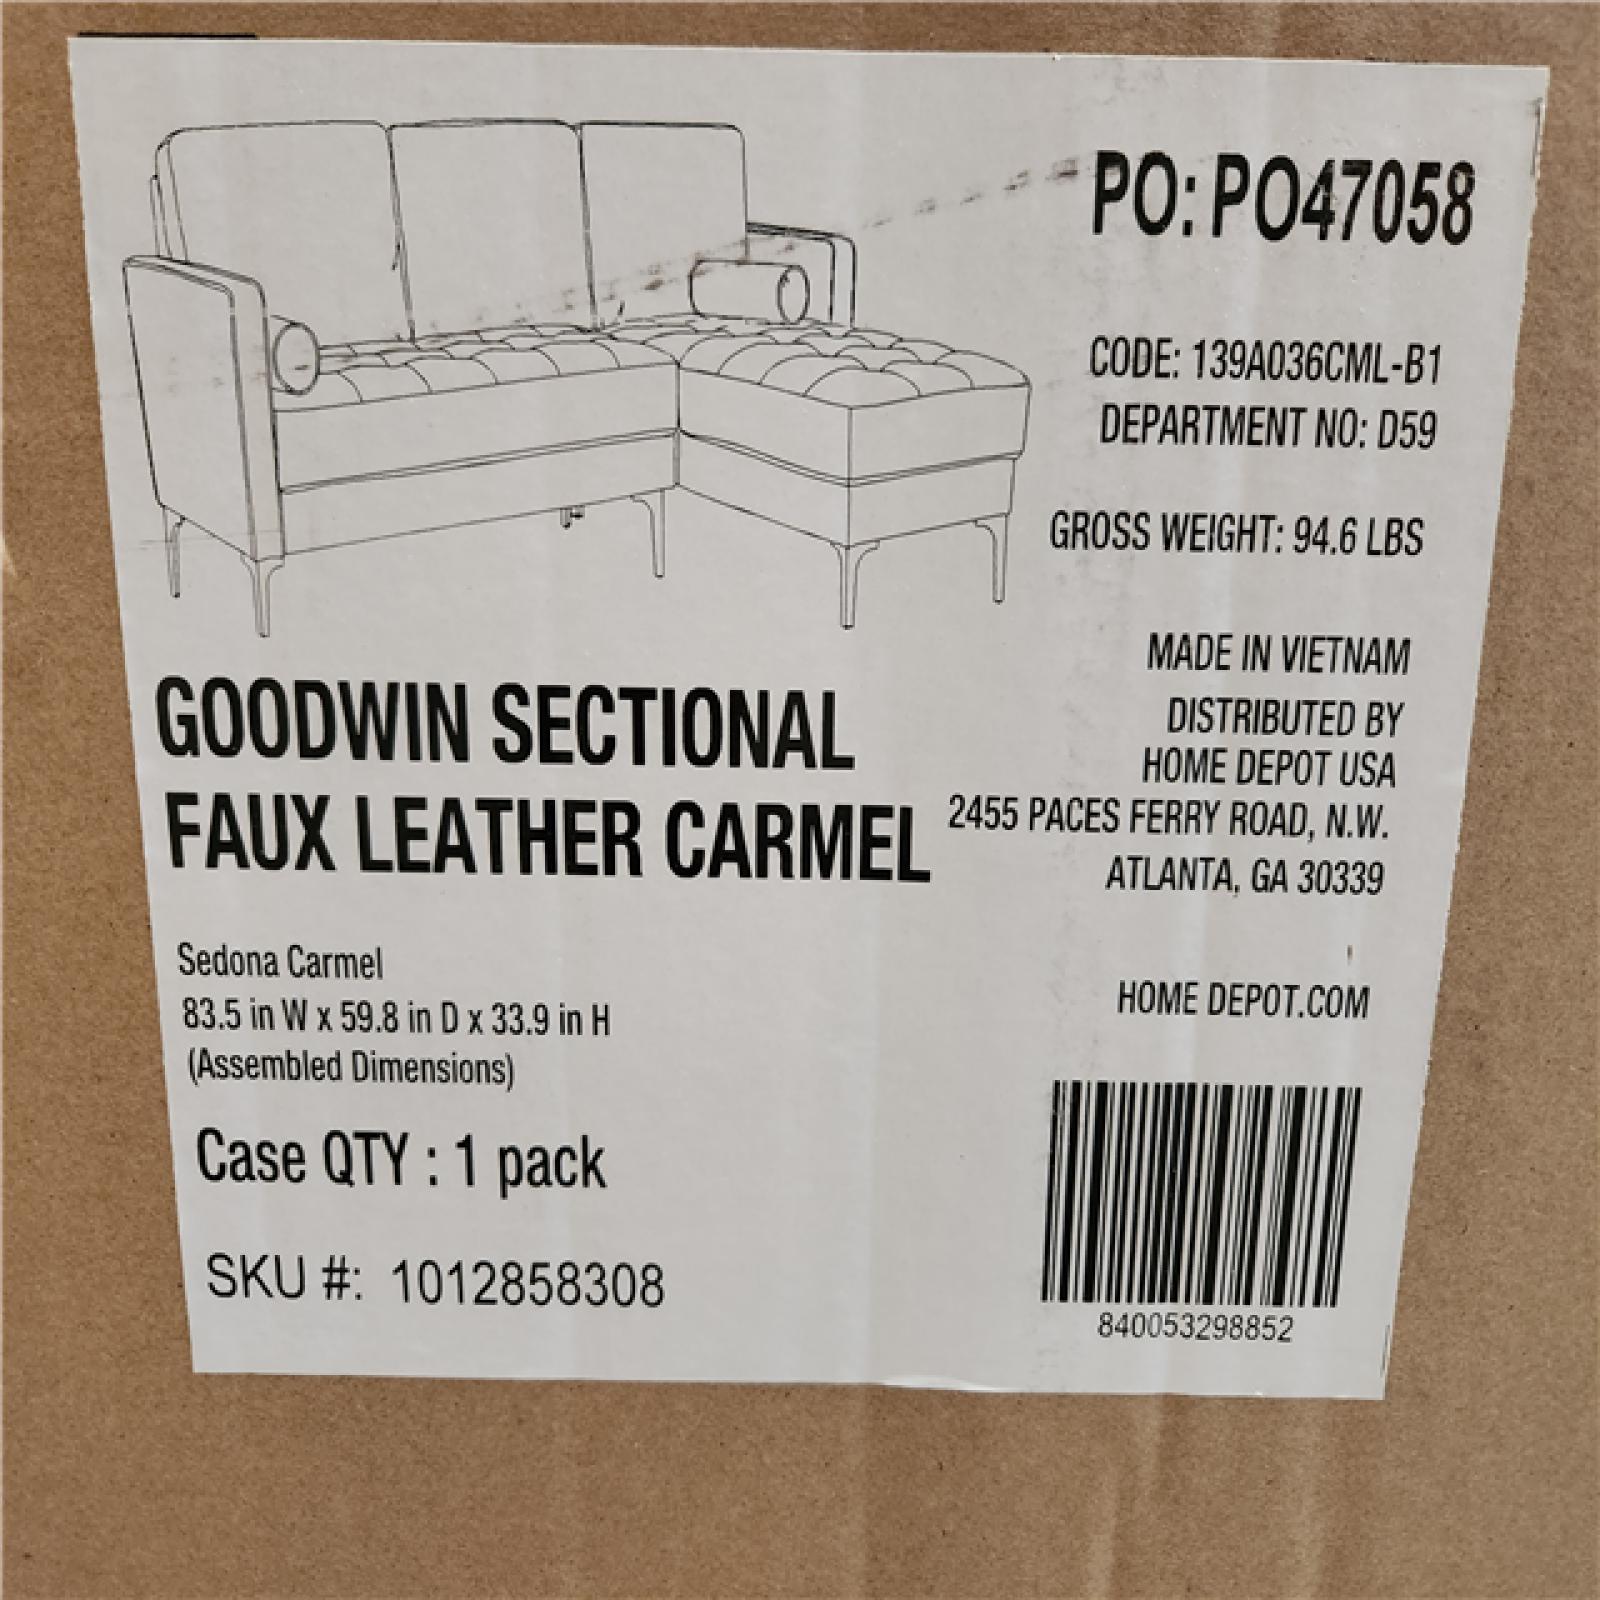 PO: PO47058
CODE: 139A036CML-B1
DEPARTMENT NO: D59
GROSS WEIGHT: 94.6 LBS
MADE IN VIETNAM
DISTRIBUTED BY
HOME DEPOT USA
2455 PACES FERRY ROAD, N.W.
ATLANTA, GA 30339
HOME DEPOT.COM
840053298852
GOODWIN SECTIONAL
FAUX LEATHER CARMEL
Sedona Carmel
83.5 in W x 59.8 in D x 33.9 in H
(Assembled Dimensions)
Case QTY : 1 pack
SKU #: 1012858308